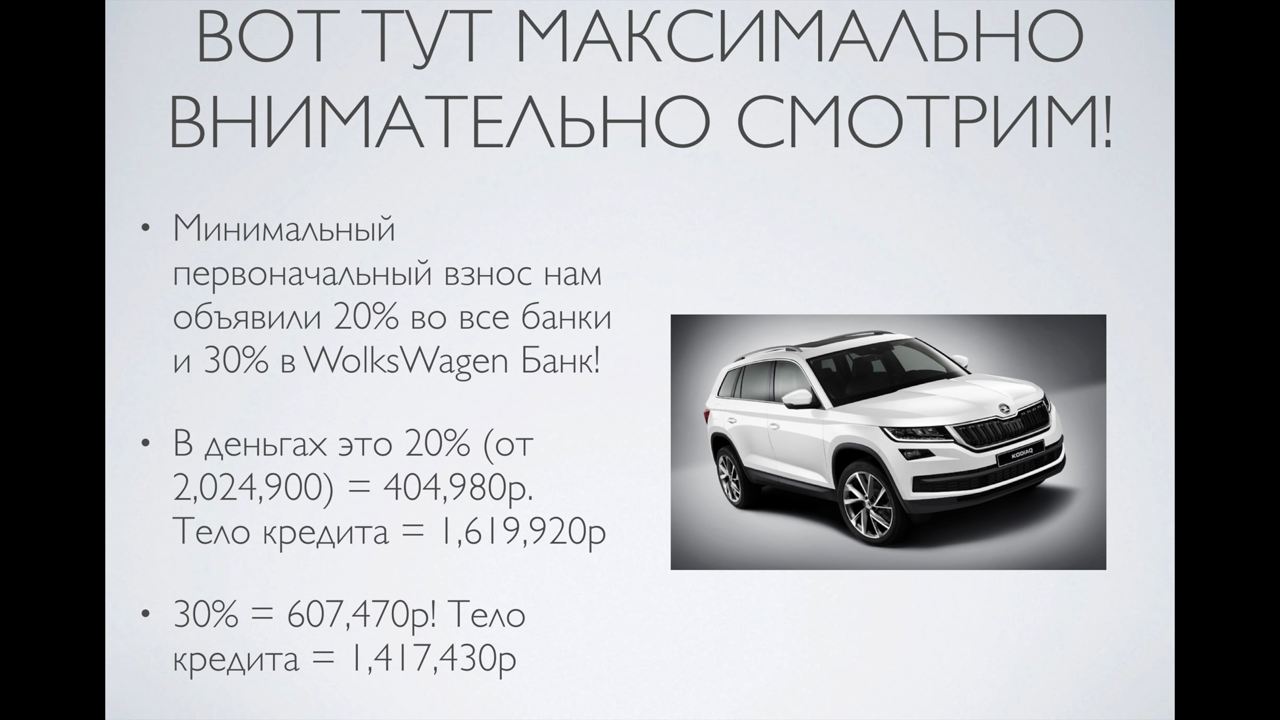 ВОТ ТУТ МАКСИМАЛЬНО
ВНИМАТЕЛЬНО СМОТРИМ!
• Минимальный
первоначальный взнос нам
объявили 20% во все банки
и 30% в WolksWagen Банк!
• В деньгах это 20% (от
2,024,900) = 404,980р.
Тело кредита = 1,619,920р
• 30% = 607,470р! Тело
кредита = 1,417,430р
KODIAQ